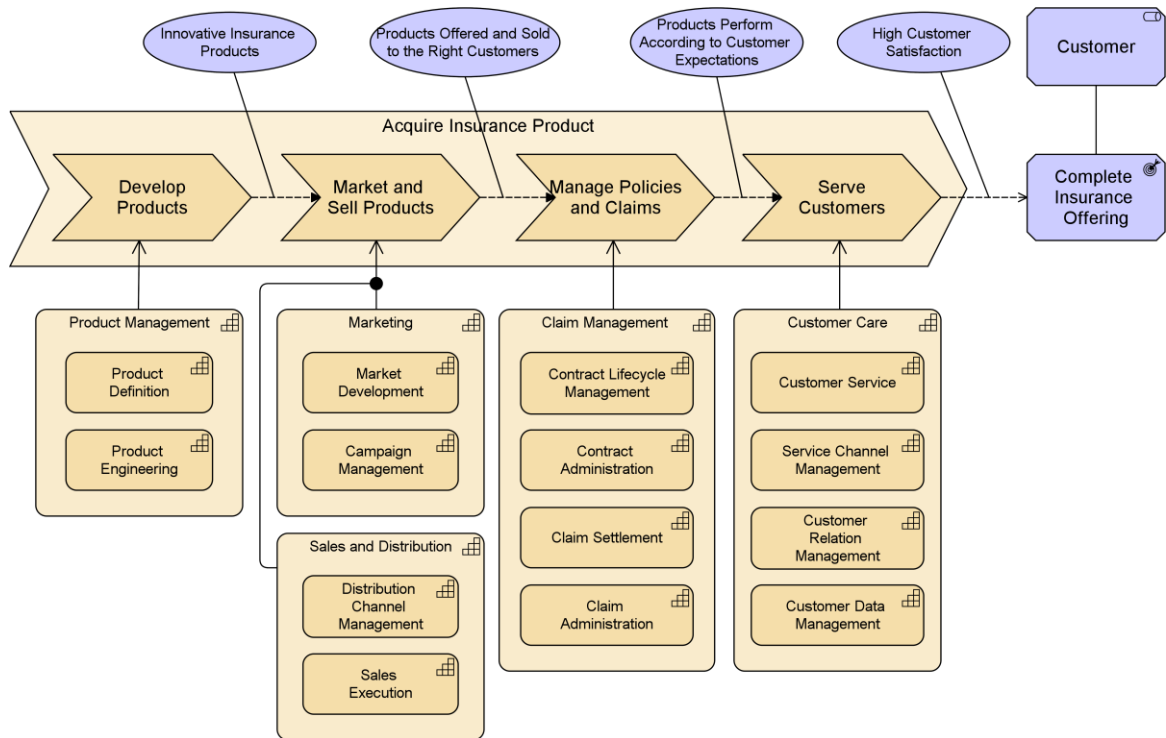 Innovative Insurance
Products
Products Offered and Sold
to the Right Customers
Products Perform
According to Customer
Expectations
High Customer
Satisfaction
Customer
Acquire Insurance Product
Develop
Products
Market and
Sell Products
Manage Policies
and Claims
Serve
Customers
Complete
Insurance
Offering
Product Management
Product
Definition
Product
Engineering
Marketing
Market
Development
Campaign
Management
Sales and Distribution
Distribution
Channel
Management
Sales
Execution
Claim Management
Contract Lifecycle
Management
Contract
Administration
Claim Settlement
Claim
Administration
Customer Care
Customer Service
Service Channel
Management
Customer
Relation
Management
Customer Data
Management